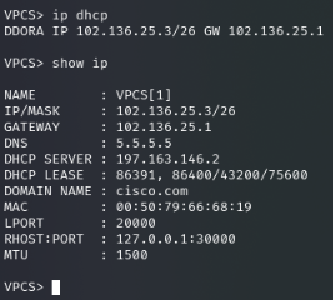 VPCS> ip dhcp
DDORA IP 102.136.25.3/26 GW 102.136.25.1
VPCS> show ip
NAME        : VPCS[1]
IP/MASK     : 102.136.25.3/26
GATEWAY     : 102.136.25.1
DNS         : 5.5.5.5
DHCP SERVER : 197.163.146.2
DHCP LEASE  : 86391, 86400/43200/75600
DOMAIN NAME : cisco.com
MAC         : 00:50:79:66:68:19
LPORT       : 20000
RHOST:PORT  : 127.0.0.1:30000
MTU         : 1500
VPCS>